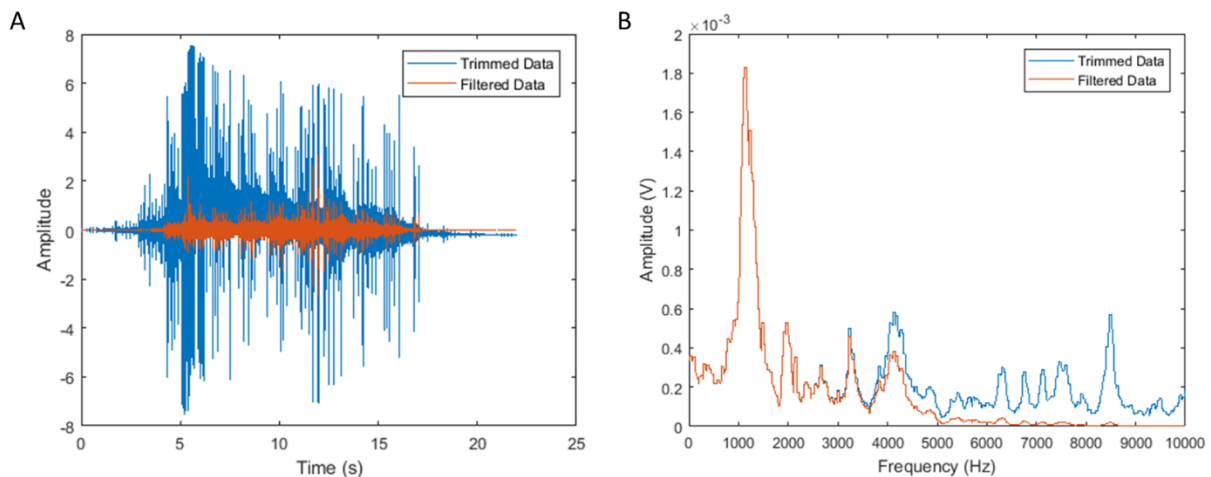 A
8
6
4
2
0
-2
-4
-6
-8
0 5 10 15 20 25
Amplitude
Time (s)
Trimmed Data
Filtered Data
B
×10⁻³
2
1.8
1.6
1.4
1.2
1
0.8
0.6
0.4
0.2
0
0 1000 2000 3000 4000 5000 6000 7000 8000 9000 10000
Amplitude (V)
Frequency (Hz)
Trimmed Data
Filtered Data